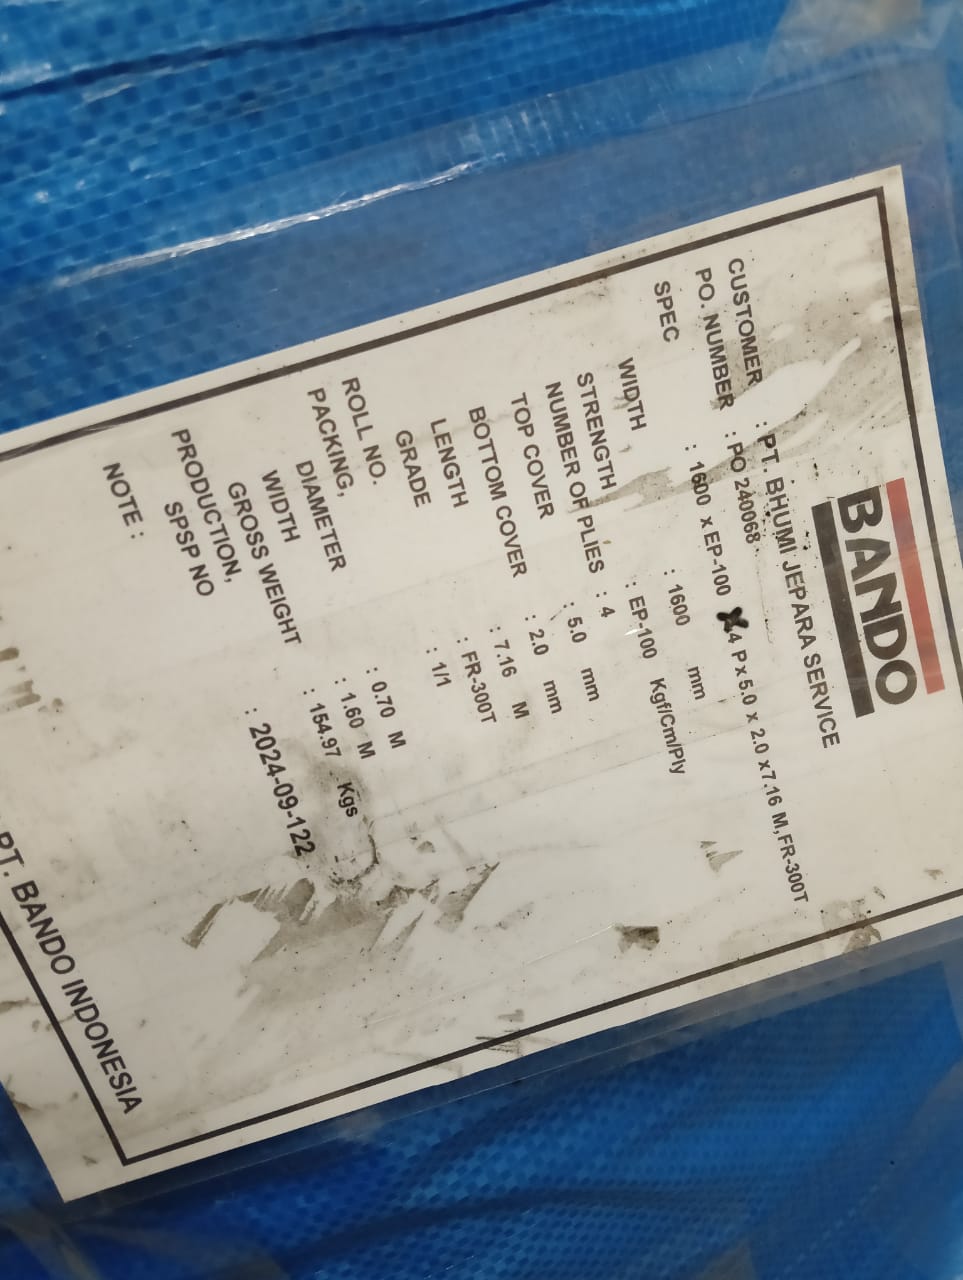 BANDO
CUSTOMER : PT. BHUMI JEPARA SERVICE
PO. NUMBER : PO 240068
SPEC : 1600 x EP-100 x 4 P x 5.0 x 2.0 x 7.16 M, FR-300T
WIDTH : 1600 mm
STRENGTH : EP-100 Kgf/Cm/Ply
NUMBER OF PLIES : 4
TOP COVER : 5.0 mm
BOTTOM COVER : 2.0 mm
LENGTH : 7.16 M
GRADE : FR-300T
ROLL NO. : 1/1
PACKING,
DIAMETER : 0.70 M
WIDTH : 1.60 M
GROSS WEIGHT : 154.97 Kgs
PRODUCTION,
SPSP NO : 2024-09-122
NOTE :
PT. BANDO INDONESIA